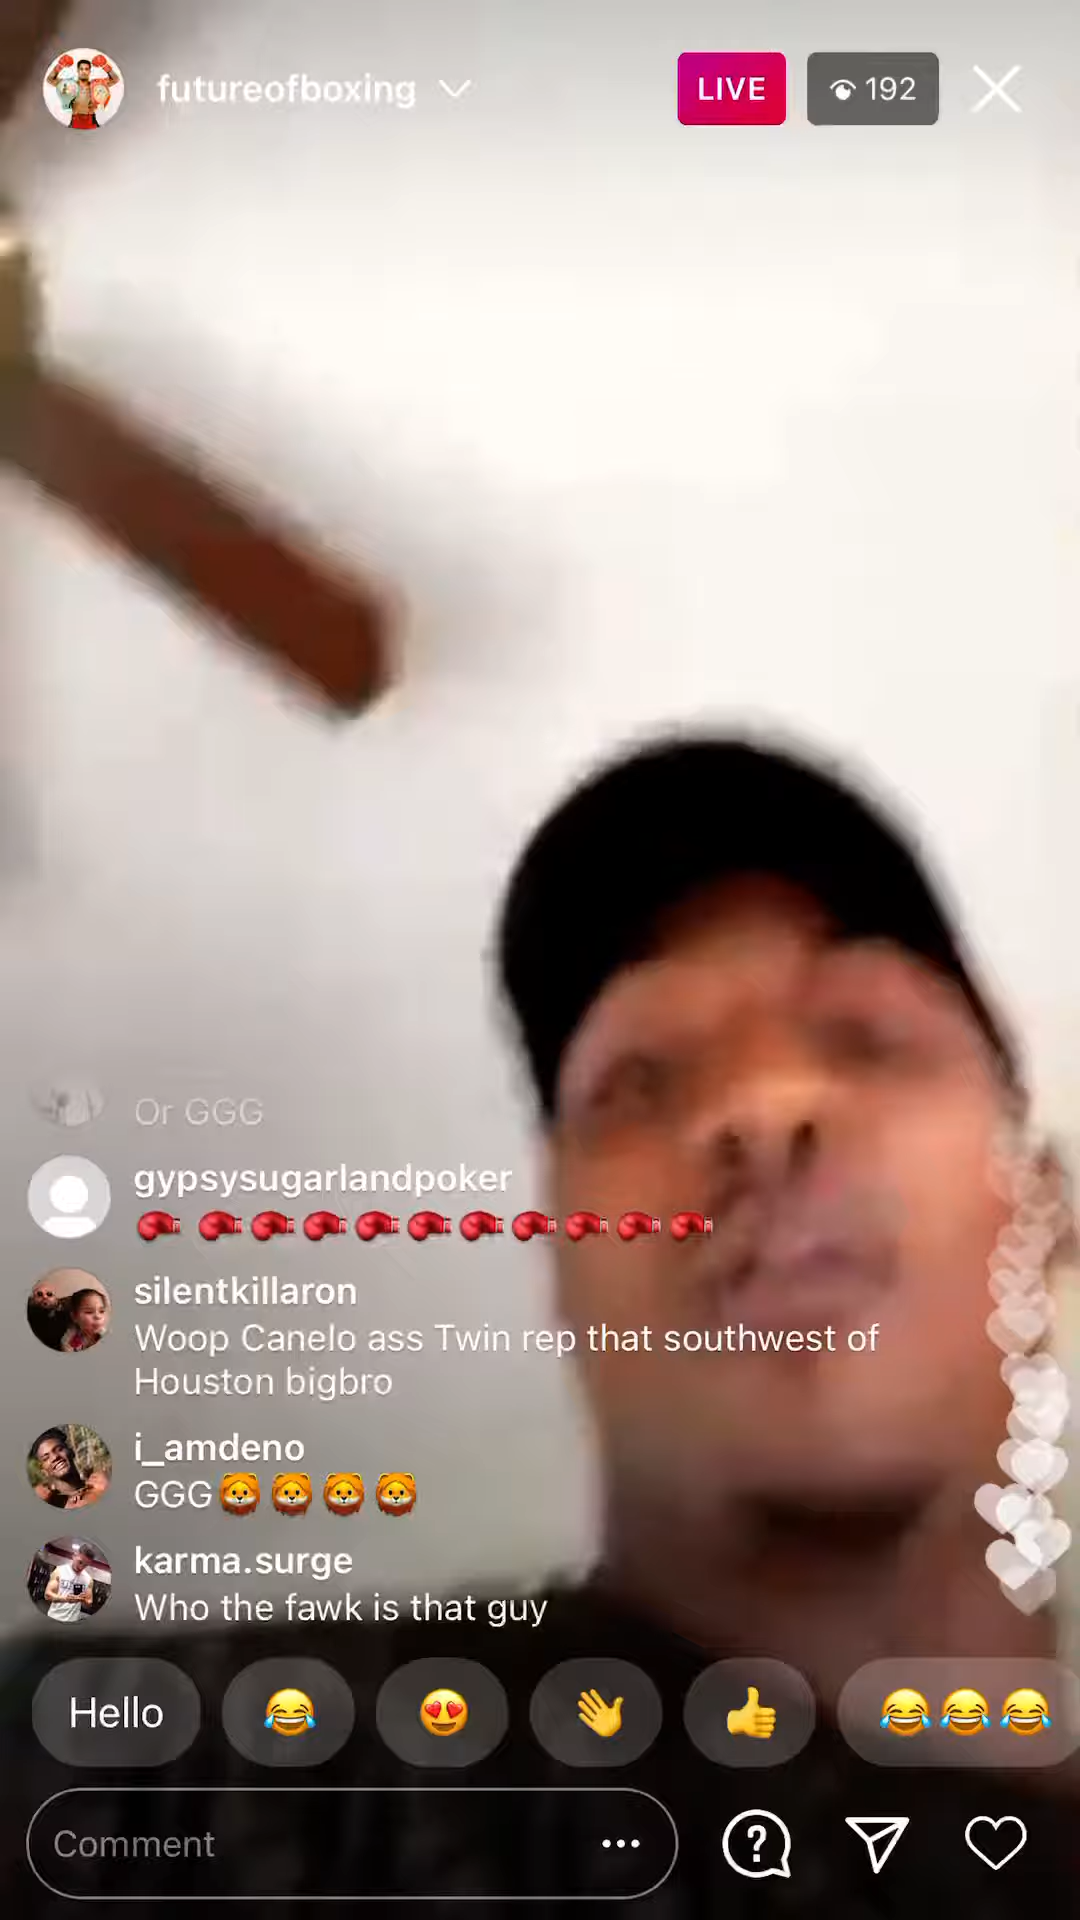 futureofboxing
LIVE
192
Or GGG
gypsysugarlandpoker
🥊 🥊🥊🥊🥊🥊🥊🥊🥊🥊🥊
silentkillaron
Woop Canelo ass Twin rep that southwest of
Houston bigbro
i_amdeno
GGG🦁🦁🦁🦁
karma.surge
Who the fawk is that guy
Hello 😂 😍 👋 👍 😂😂😂
Comment